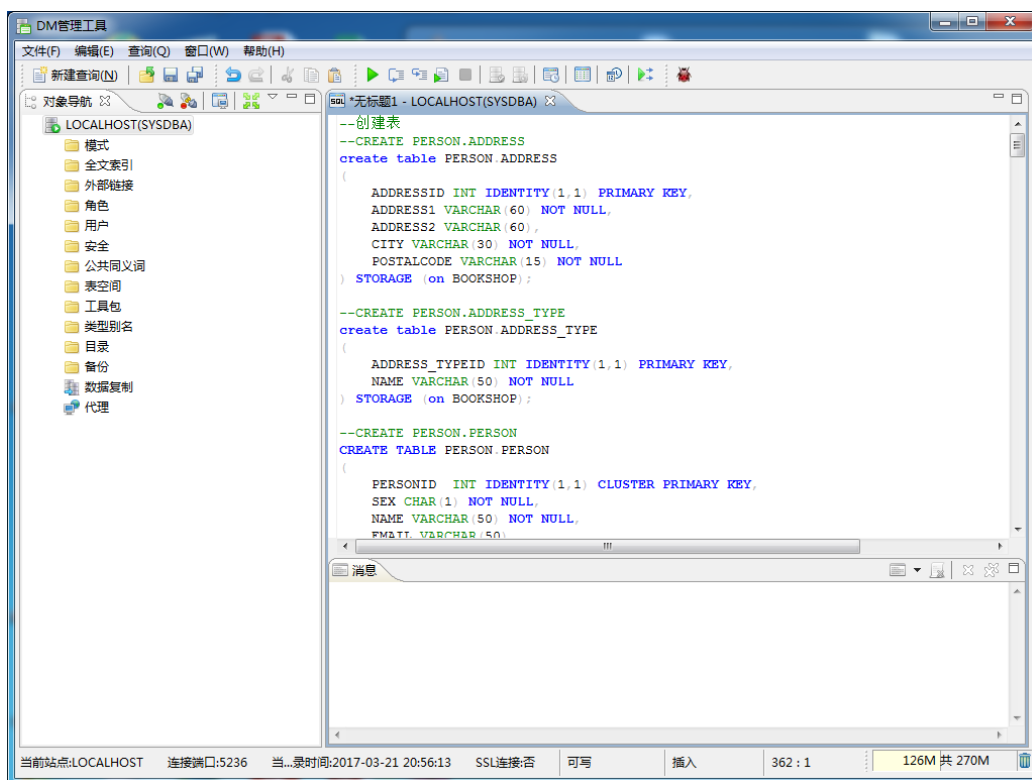 DM管理工具
文件(F) 编辑(E) 查询(Q) 窗口(W) 帮助(H)
新建查询(N)
对象导航
LOCALHOST(SYSDBA)
模式
全文索引
外部链接
角色
用户
安全
公共同义词
表空间
工具包
类型别名
目录
备份
数据复制
代理
*无标题1 - LOCALHOST(SYSDBA)
--创建表
--CREATE PERSON.ADDRESS
create table PERSON.ADDRESS
(
ADDRESSID INT IDENTITY(1,1) PRIMARY KEY,
ADDRESS1 VARCHAR(60) NOT NULL,
ADDRESS2 VARCHAR(60),
CITY VARCHAR(30) NOT NULL,
POSTALCODE VARCHAR(15) NOT NULL
) STORAGE (on BOOKSHOP);
--CREATE PERSON.ADDRESS_TYPE
create table PERSON.ADDRESS_TYPE
(
ADDRESS_TYPEID INT IDENTITY(1,1) PRIMARY KEY,
NAME VARCHAR(50) NOT NULL
) STORAGE (on BOOKSHOP);
--CREATE PERSON.PERSON
CREATE TABLE PERSON.PERSON
(
PERSONID INT IDENTITY(1,1) CLUSTER PRIMARY KEY,
SEX CHAR(1) NOT NULL,
NAME VARCHAR(50) NOT NULL,
EMAIL VARCHAR(50)
消息
当前站点:LOCALHOST 连接端口:5236 当...录时间:2017-03-21 20:56:13 SSL连接:否 可写 插入 362 : 1 126M 共 270M